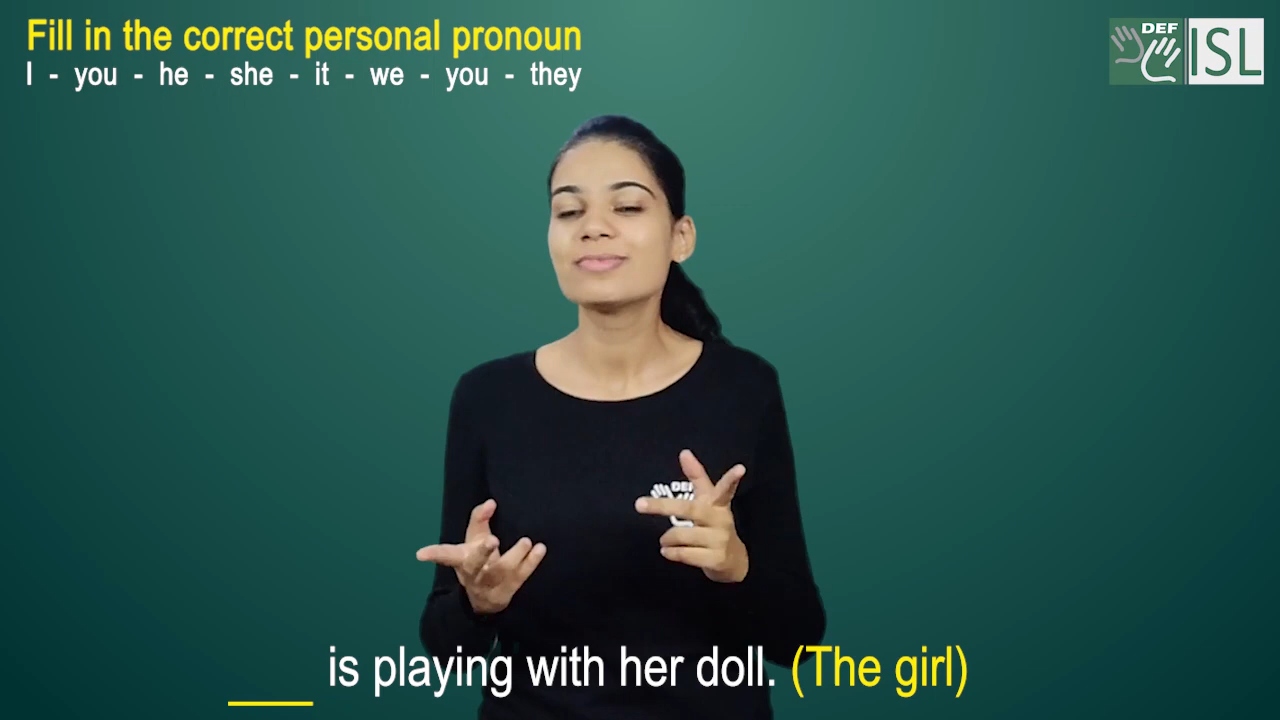 Fill in the correct personal pronoun
I - you - he - she - it - we - you - they
DEF
ISL
DEF
____ is playing with her doll. (The girl)